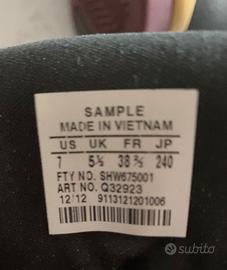 SAMPLE
MADE IN VIETNAM
US UK FR JP
7 5½ 38⅔ 240
FTY NO. SHW675001
ART NO. Q32923
12/12 9113121201006
subito